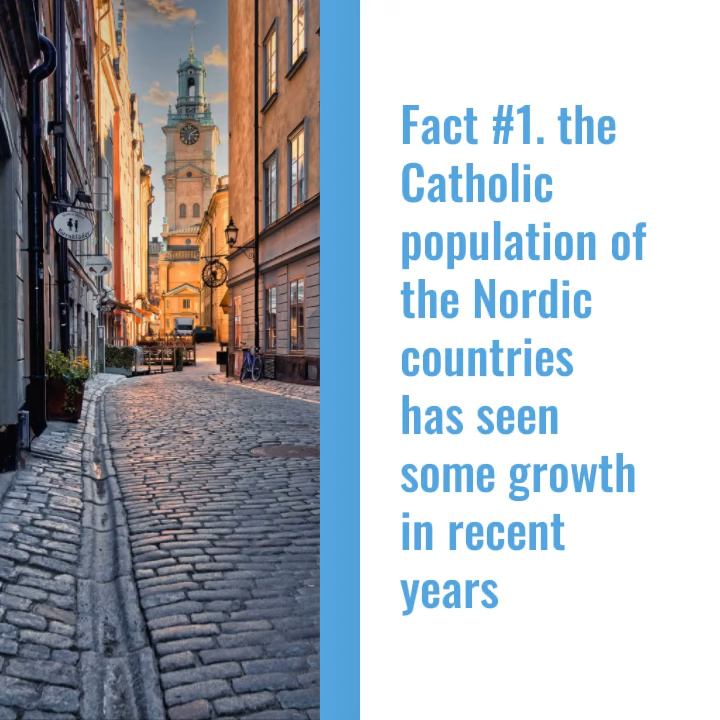 Fact #1. the
Catholic
population of
the Nordic
countries
has seen
some growth
in recent
years